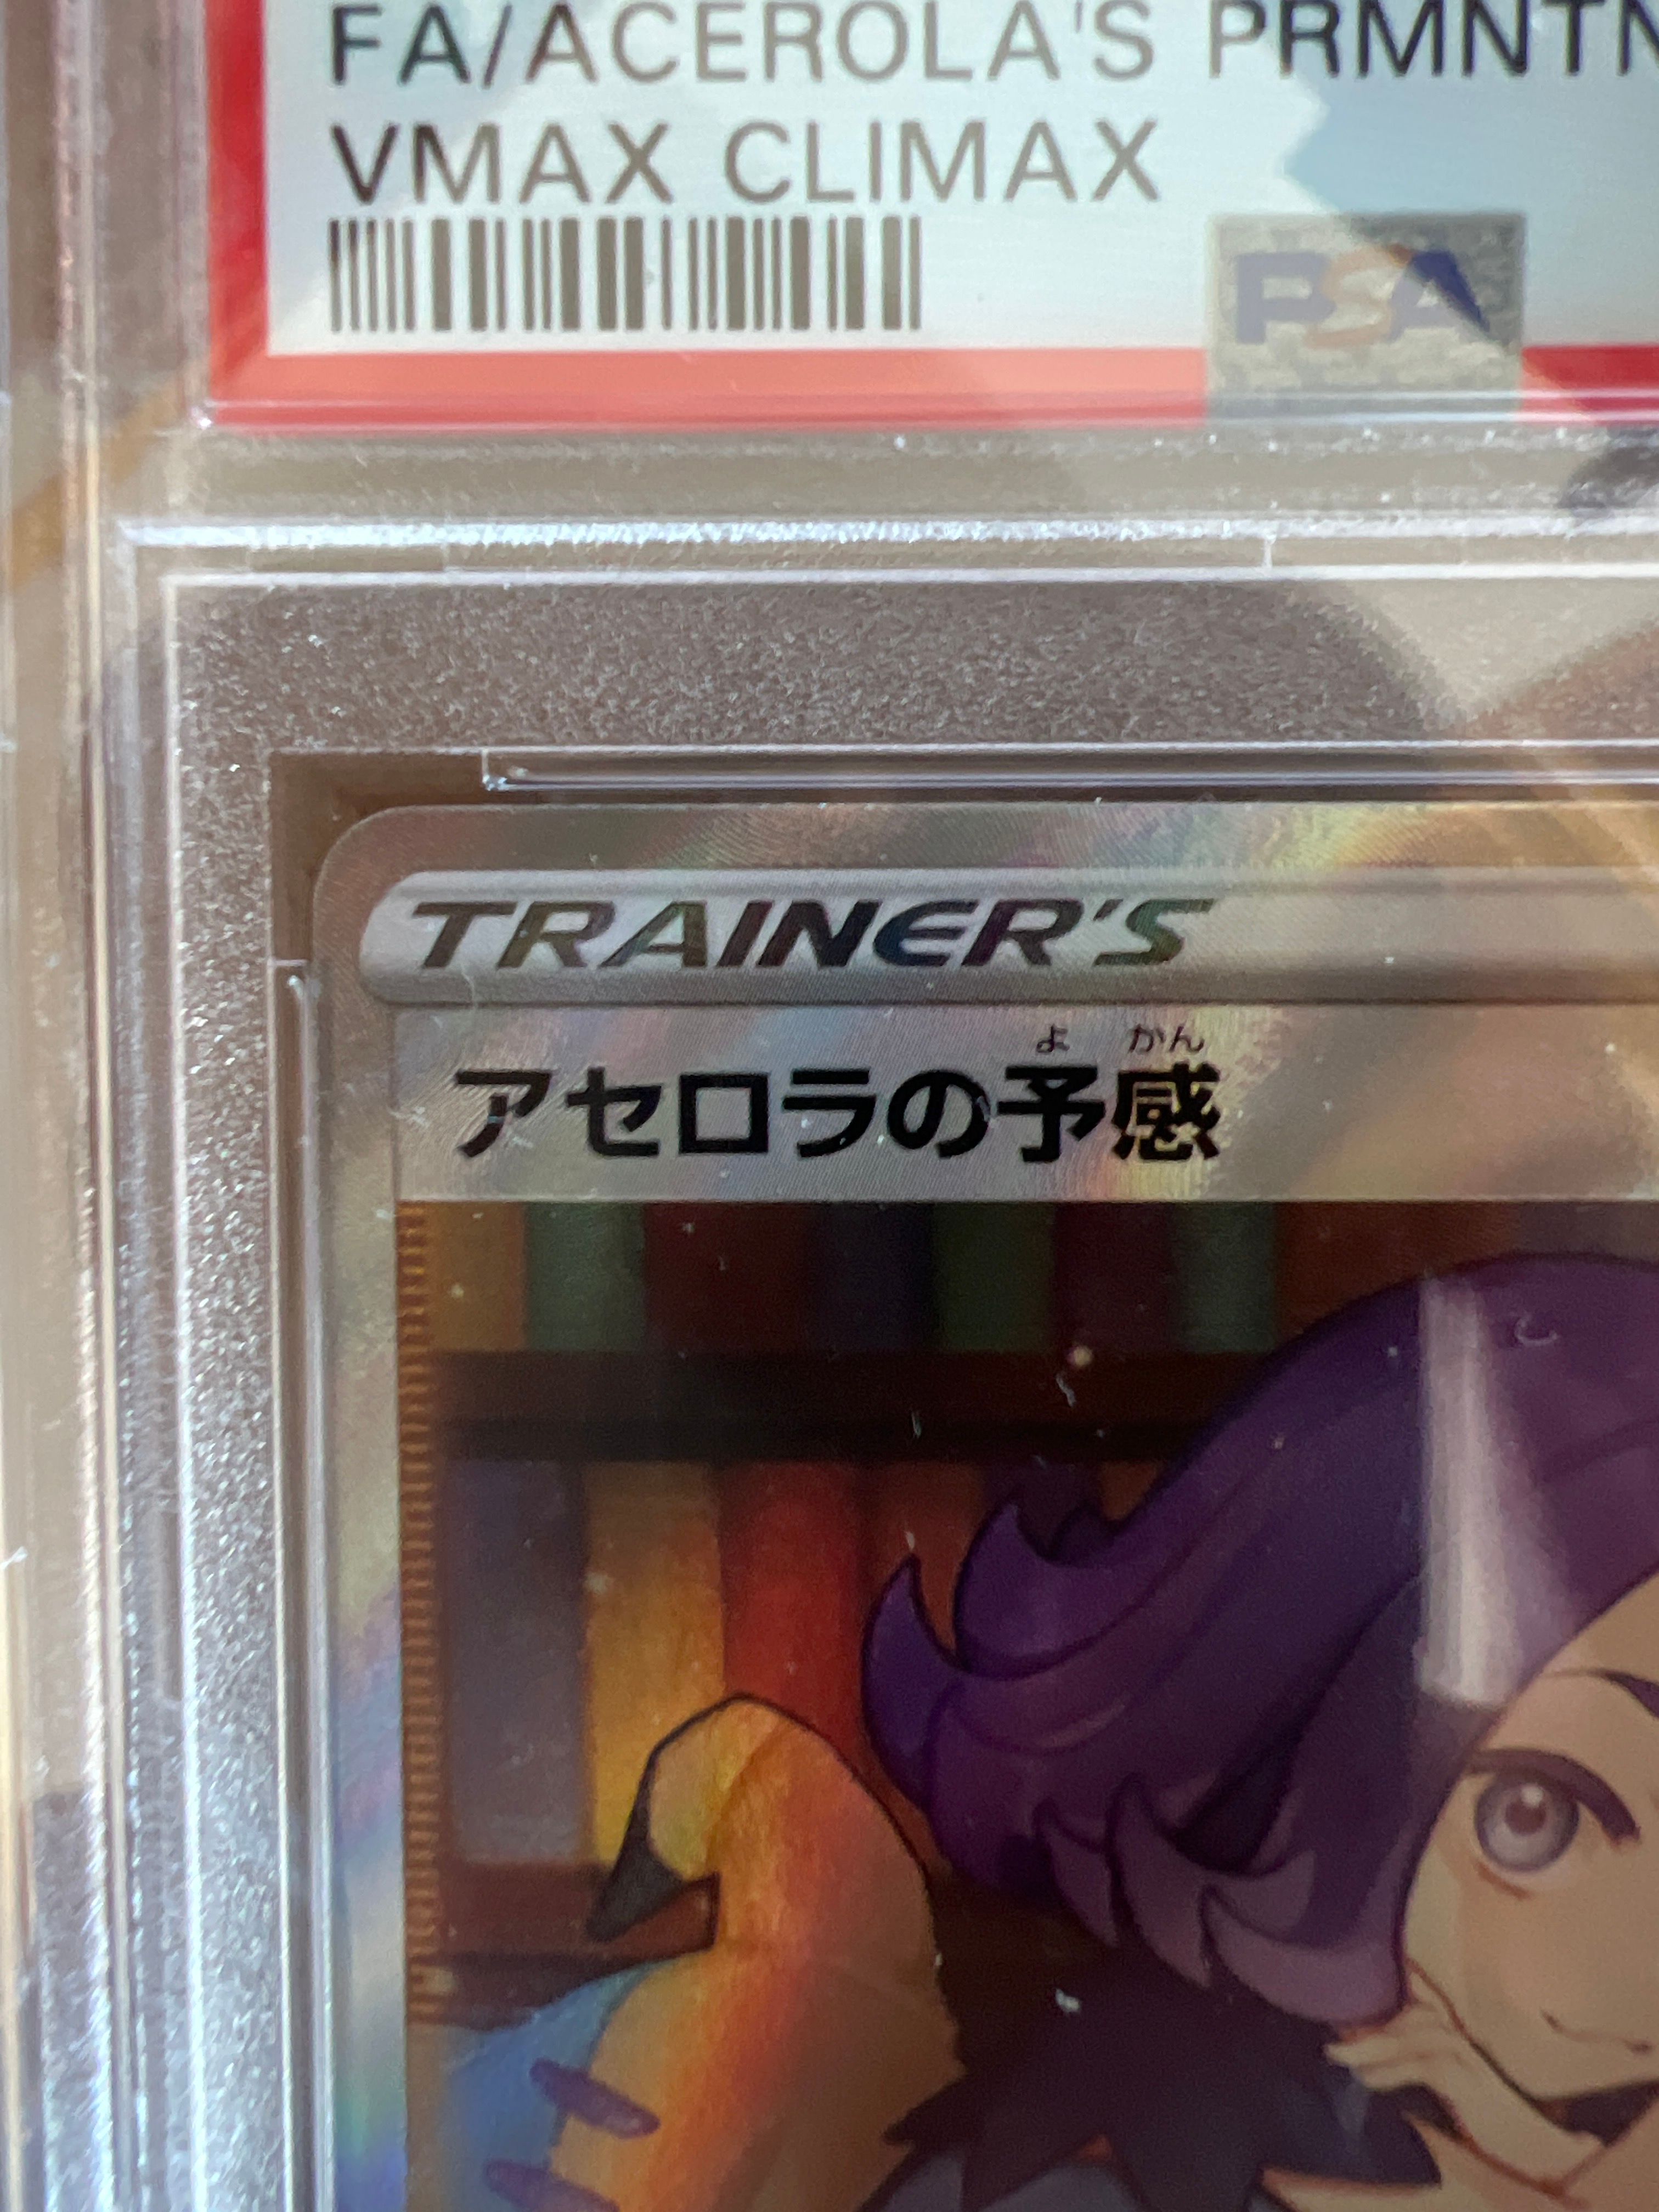 FA/ACEROLA'S PRMNTN
VMAX CLIMAX
PSA
TRAINER'S
よ かん
アセロラの予感